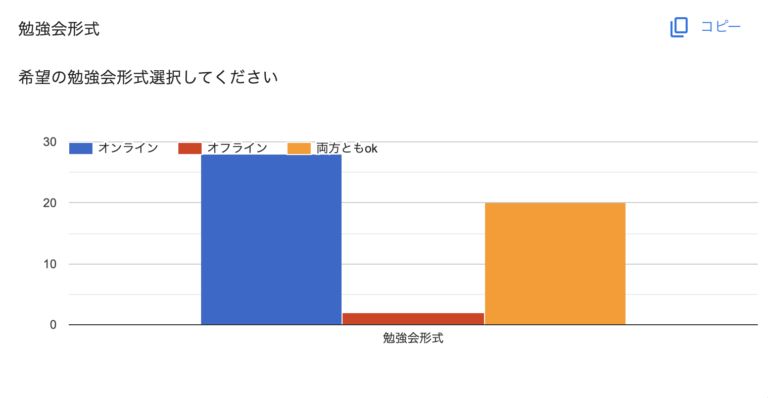 勉強会形式
コピー
希望の勉強会形式選択してください
30
オンライン オフライン 両方ともok
20
10
0
勉強会形式